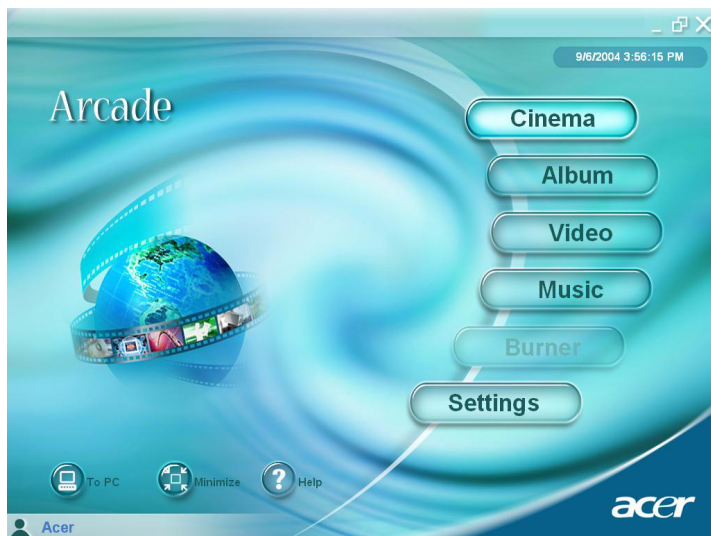 9/6/2004 3:56:15 PM
Arcade
Cinema
Album
Video
Music
Burner
Settings
To PC
Minimize
? Help
acer
Acer